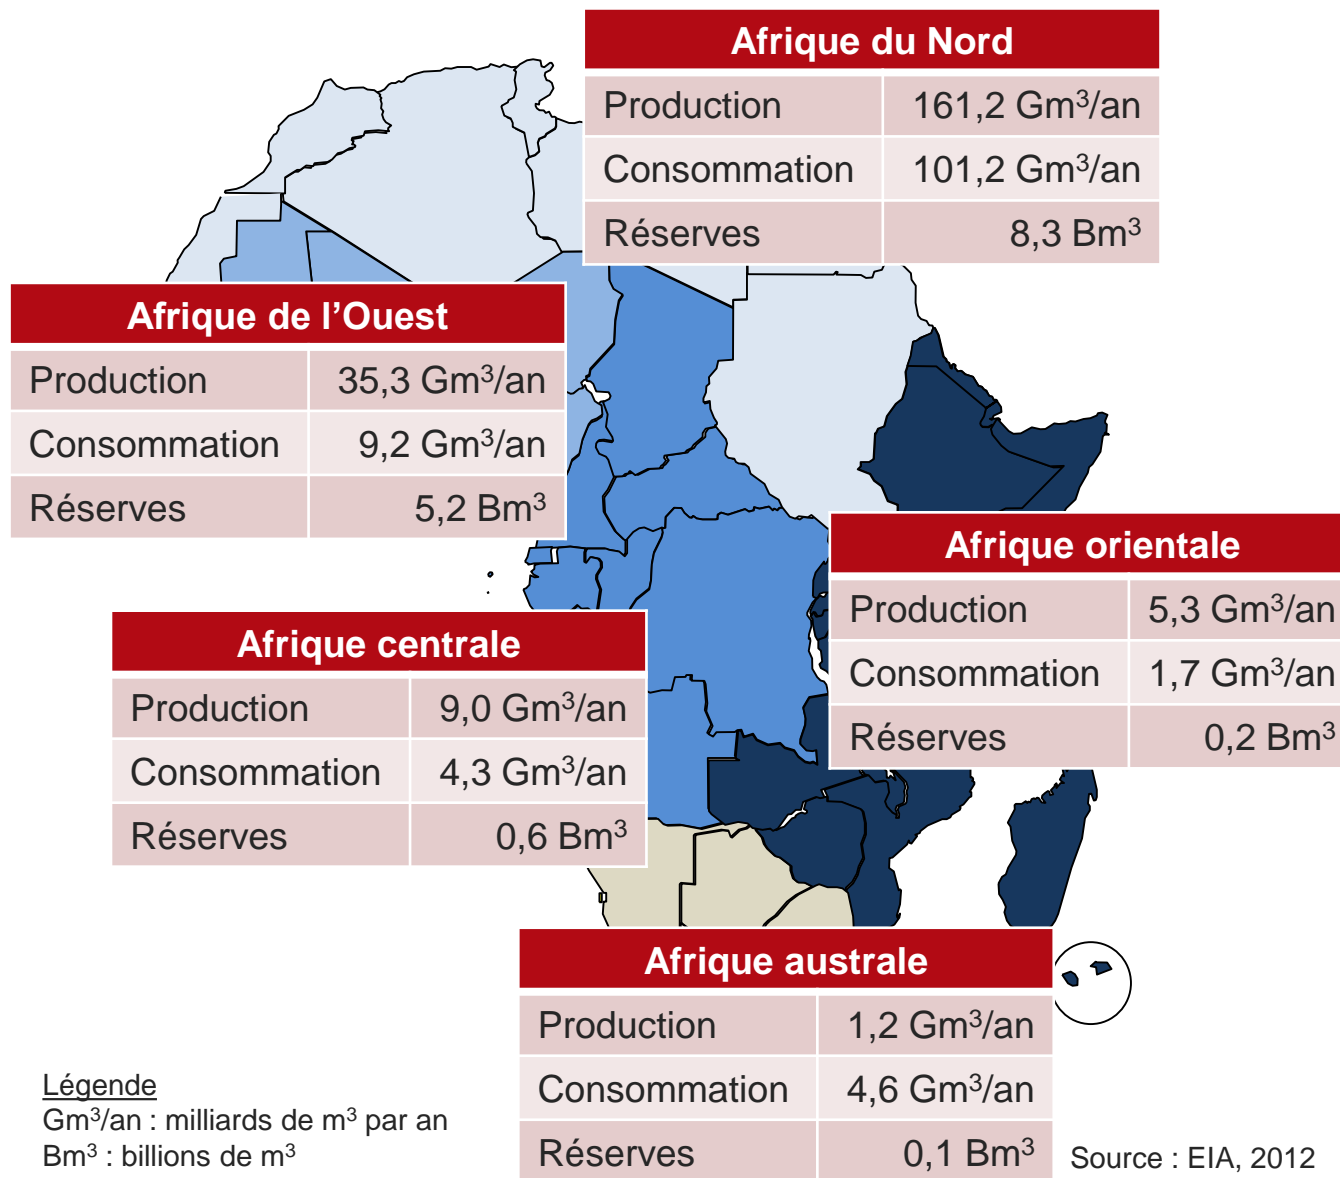 Afrique du Nord
Production 161,2 Gm³/an
Consommation 101,2 Gm³/an
Réserves 8,3 Bm³
Afrique de l’Ouest
Production 35,3 Gm³/an
Consommation 9,2 Gm³/an
Réserves 5,2 Bm³
Afrique orientale
Production 5,3 Gm³/an
Consommation 1,7 Gm³/an
Réserves 0,2 Bm³
Afrique centrale
Production 9,0 Gm³/an
Consommation 4,3 Gm³/an
Réserves 0,6 Bm³
Afrique australe
Production 1,2 Gm³/an
Consommation 4,6 Gm³/an
Réserves 0,1 Bm³
Légende
Gm³/an : milliards de m³ par an
Bm³ : billions de m³
Source : EIA, 2012